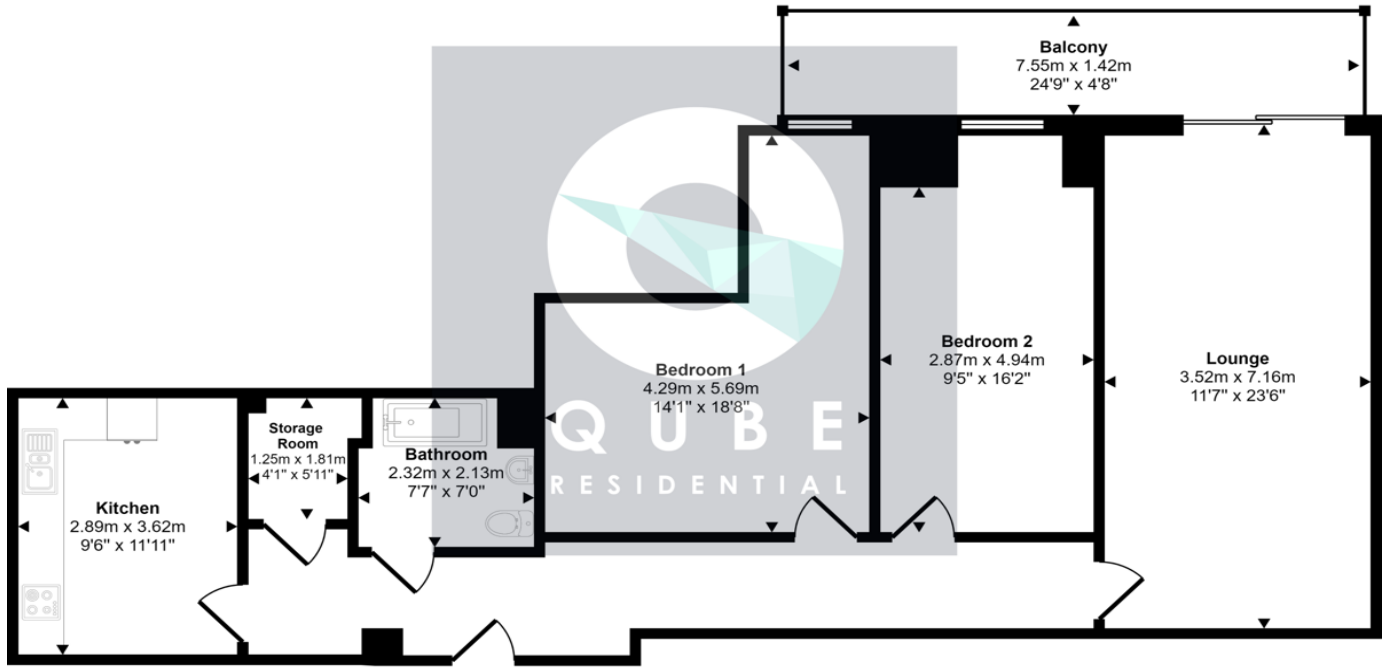 Balcony
7.55m x 1.42m
24'9" x 4'8"
Bedroom 1
4.29m x 5.69m
14'1" x 18'8"
Bedroom 2
2.87m x 4.94m
9'5" x 16'2"
Lounge
3.52m x 7.16m
11'7" x 23'6"
QUBE
RESIDENTIAL
Storage
Room
1.25m x 1.81m
4'1" x 5'11"
Bathroom
2.32m x 2.13m
7'7" x 7'0"
Kitchen
2.89m x 3.62m
9'6" x 11'11"